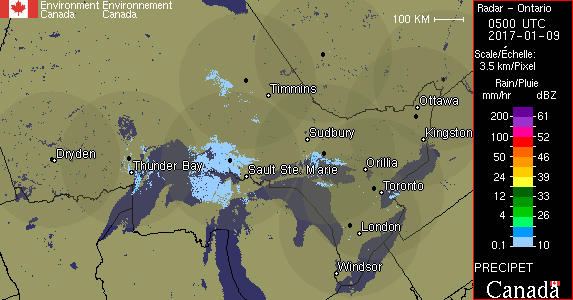 Environment Environnement
Canada Canada
100 KM
Timmins
Ottawa
Sudbury
Kingston
Dryden
Thunder Bay
Sault Ste. Marie
Orillia
Toronto
London
Windsor
Radar - Ontario
0500 UTC
2017-01-09
Scale/Échelle:
3.5 km/Pixel
Rain/Pluie
mm/hr dBZ
200 61
100 52
50 46
24 39
12 33
4 26
0.1 10
PRECIPET
Canada